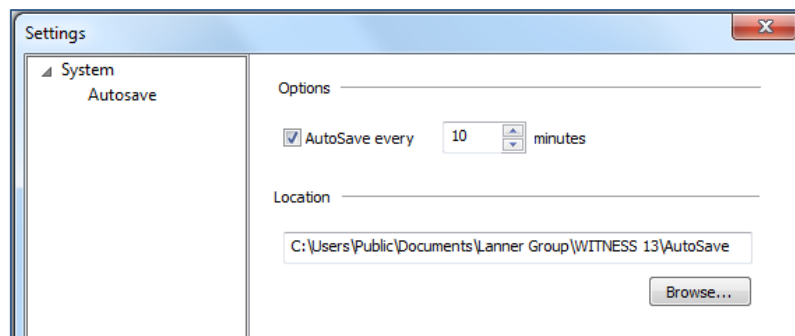 Settings
System
Autosave
Options
AutoSave every 10 minutes
Location
C:\Users\Public\Documents\Lanner Group\WITNESS 13\AutoSave
Browse...